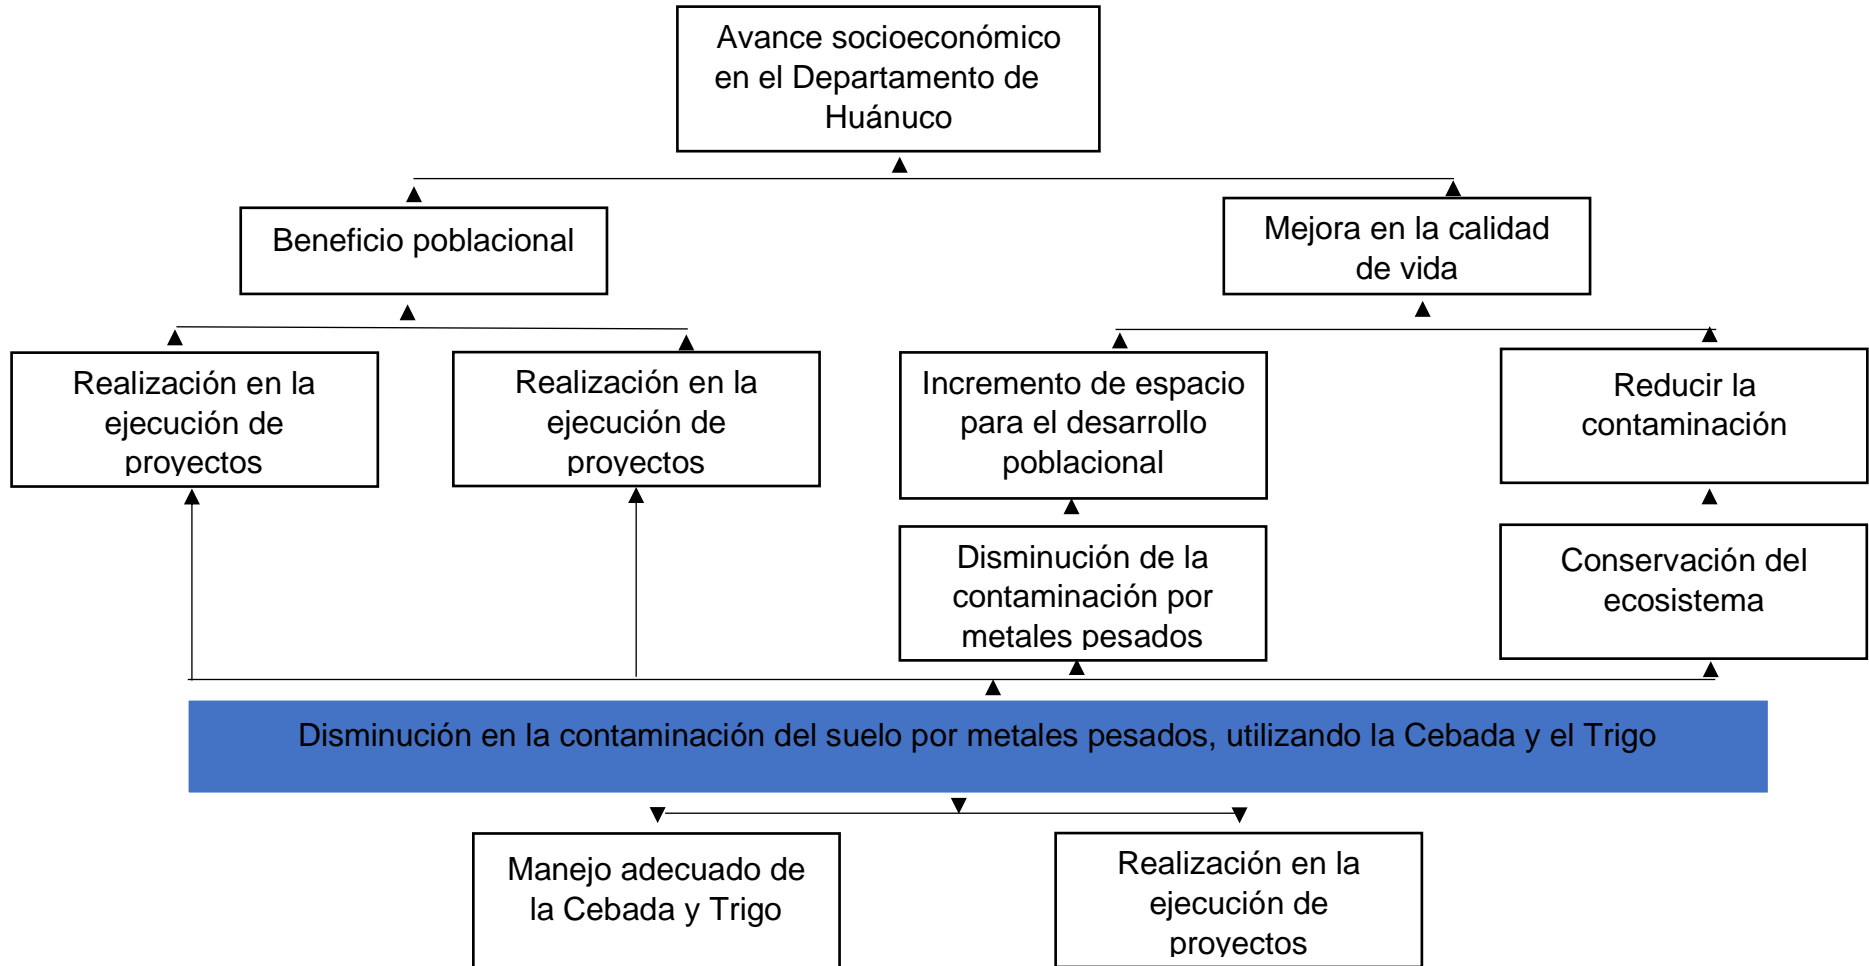 Avance socioeconómico
en el Departamento de
Huánuco
Beneficio poblacional
Mejora en la calidad
de vida
Realización en la
ejecución de
proyectos
Realización en la
ejecución de
proyectos
Incremento de espacio
para el desarrollo
poblacional
Reducir la
contaminación
Disminución de la
contaminación por
metales pesados
Conservación del
ecosistema
Disminución en la contaminación del suelo por metales pesados, utilizando la Cebada y el Trigo
Manejo adecuado de
la Cebada y Trigo
Realización en la
ejecución de
proyectos